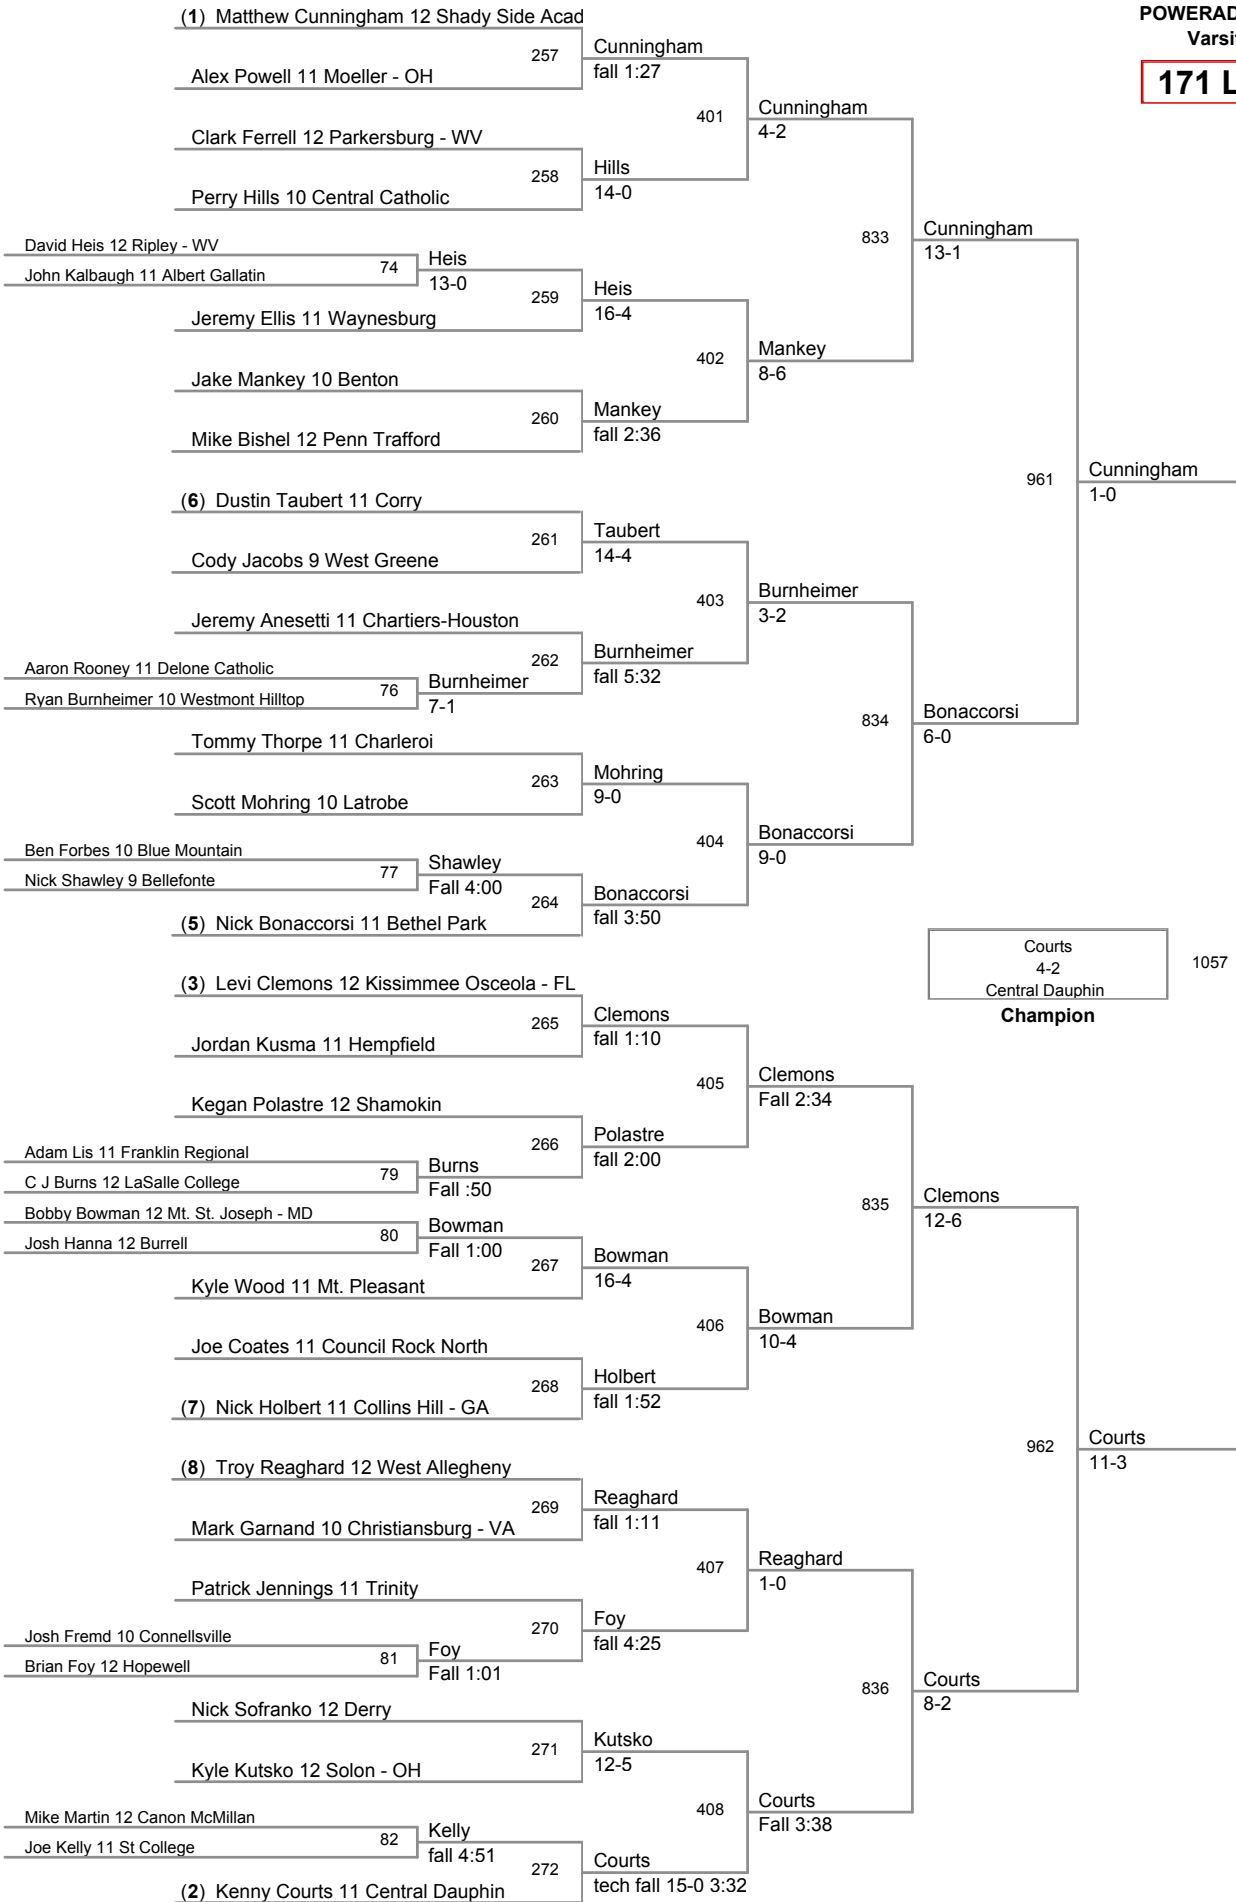 (1) Matthew Cunningham 12 Shady Side Acad
POWERAD
Varsi
257
Cunningham
Alex Powell 11 Moeller - OH
fall 1:27
171 L
401
Cunningham
4-2
Clark Ferrell 12 Parkersburg - WV
258
Hills
14-0
Perry Hills 10 Central Catholic
833
Cunningham
13-1
David Heis 12 Ripley - WV
74
Heis
John Kalbaugh 11 Albert Gallatin
13-0
259
Heis
16-4
Jeremy Ellis 11 Waynesburg
402
Mankey
8-6
Jake Mankey 10 Benton
260
Mankey
fall 2:36
Mike Bishel 12 Penn Trafford
961
Cunningham
1-0
(6) Dustin Taubert 11 Corry
261
Taubert
14-4
Cody Jacobs 9 West Greene
403
Burnheimer
3-2
Jeremy Anesetti 11 Chartiers-Houston
262
Burnheimer
fall 5:32
Aaron Rooney 11 Delone Catholic
76
Burnheimer
Ryan Burnheimer 10 Westmont Hilltop
7-1
834
Bonaccorsi
6-0
Tommy Thorpe 11 Charleroi
263
Mohring
9-0
Scott Mohring 10 Latrobe
404
Bonaccorsi
9-0
Ben Forbes 10 Blue Mountain
77
Shawley
Nick Shawley 9 Bellefonte
Fall 4:00
264
Bonaccorsi
fall 3:50
(5) Nick Bonaccorsi 11 Bethel Park
Courts
4-2
Central Dauphin
1057
Champion
(3) Levi Clemons 12 Kissimmee Osceola - FL
265
Clemons
fall 1:10
Jordan Kusma 11 Hempfield
405
Clemons
Fall 2:34
Kegan Polastre 12 Shamokin
266
Polastre
fall 2:00
Adam Lis 11 Franklin Regional
79
Burns
C J Burns 12 LaSalle College
Fall :50
835
Clemons
12-6
Bobby Bowman 12 Mt. St. Joseph - MD
80
Bowman
Josh Hanna 12 Burrell
Fall 1:00
267
Bowman
16-4
Kyle Wood 11 Mt. Pleasant
406
Bowman
10-4
Joe Coates 11 Council Rock North
268
Holbert
fall 1:52
(7) Nick Holbert 11 Collins Hill - GA
962
Courts
11-3
(8) Troy Reaghard 12 West Allegheny
269
Reaghard
fall 1:11
Mark Garnand 10 Christiansburg - VA
407
Reaghard
1-0
Patrick Jennings 11 Trinity
270
Foy
fall 4:25
Josh Fremd 10 Connellsville
81
Foy
Brian Foy 12 Hopewell
Fall 1:01
836
Courts
8-2
Nick Sofranko 12 Derry
271
Kutsko
12-5
Kyle Kutsko 12 Solon - OH
408
Courts
Fall 3:38
Mike Martin 12 Canon McMillan
82
Kelly
Joe Kelly 11 St College
fall 4:51
272
Courts
tech fall 15-0 3:32
(2) Kenny Courts 11 Central Dauphin